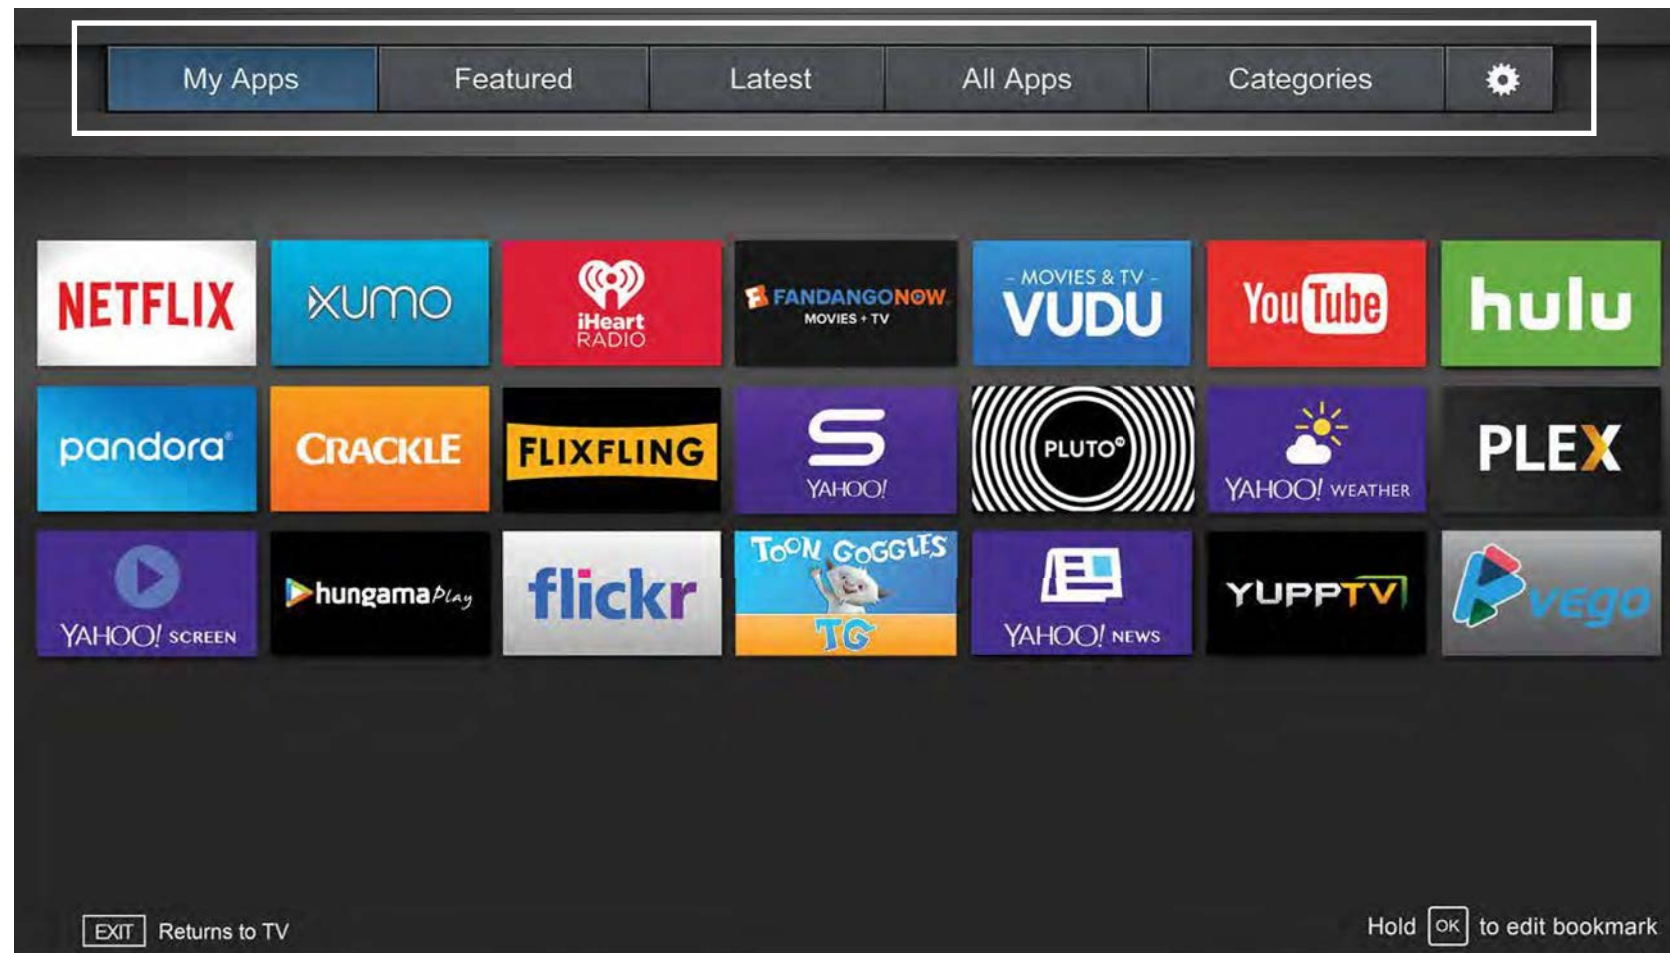 My Apps Featured Latest All Apps Categories
NETFLIX
XUMO
iHeart
RADIO
FANDANGONOW
MOVIES + TV
- MOVIES & TV -
VUDU
YouTube
hulu
pandora®
CRACKLE
FLIXFLING
S
YAHOO!
PLUTO tv
YAHOO! WEATHER
PLEX
YAHOO! SCREEN
hungama Play
flickr
TOON GOGGLES
TG
YAHOO! NEWS
YUPPTV
vego
EXIT Returns to TV
Hold OK to edit bookmark